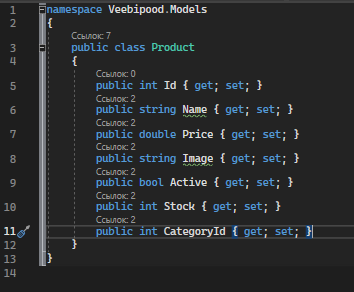 1 namespace Veebipood.Models
2 {
Ссылок: 7
3 public class Product
4 {
Ссылок: 0
5 public int Id { get; set; }
Ссылок: 2
6 public string Name { get; set; }
Ссылок: 2
7 public double Price { get; set; }
Ссылок: 2
8 public string Image { get; set; }
Ссылок: 2
9 public bool Active { get; set; }
Ссылок: 2
10 public int Stock { get; set; }
Ссылок: 2
11 public int CategoryId { get; set; }
12 }
13 }
14